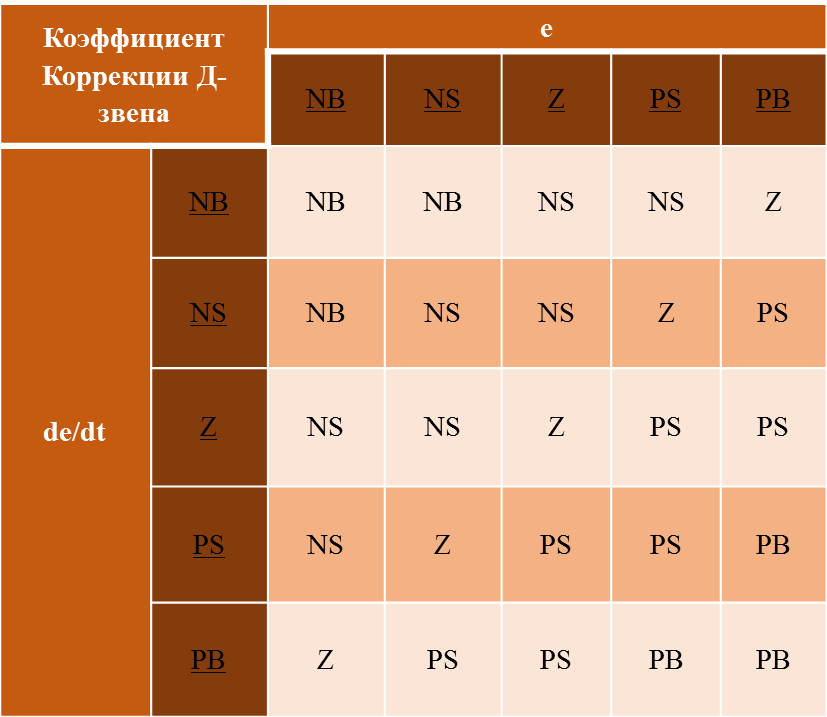 Коэффициент
Коррекции Д-
звена
e
NB NS Z PS PB
NB NB NB NS NS Z
NS NB NS NS Z PS
de/dt Z NS NS Z PS PS
PS NS Z PS PS PB
PB Z PS PS PB PB